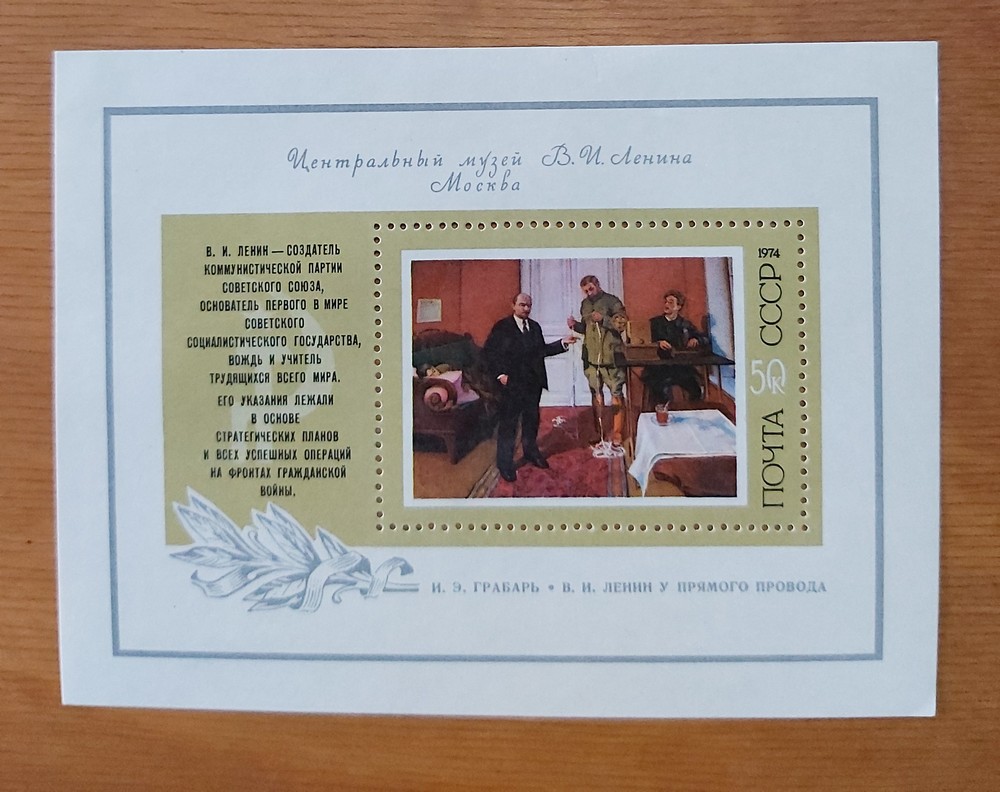 Центральный музей В.И. Ленина
Москва
В. И. ЛЕНИН — СОЗДАТЕЛЬ
КОММУНИСТИЧЕСКОЙ ПАРТИИ
СОВЕТСКОГО СОЮЗА,
ОСНОВАТЕЛЬ ПЕРВОГО В МИРЕ
СОВЕТСКОГО
СОЦИАЛИСТИЧЕСКОГО ГОСУДАРСТВА,
ВОЖДЬ И УЧИТЕЛЬ
ТРУДЯЩИХСЯ ВСЕГО МИРА.
ЕГО УКАЗАНИЯ ЛЕЖАЛИ
В ОСНОВЕ
СТРАТЕГИЧЕСКИХ ПЛАНОВ
И ВСЕХ УСПЕШНЫХ ОПЕРАЦИЙ
НА ФРОНТАХ ГРАЖДАНСКОЙ
ВОЙНЫ.
1974
ПОЧТА СССР
50к
И. Э. ГРАБАРЬ • В. И. ЛЕНИН У ПРЯМОГО ПРОВОДА